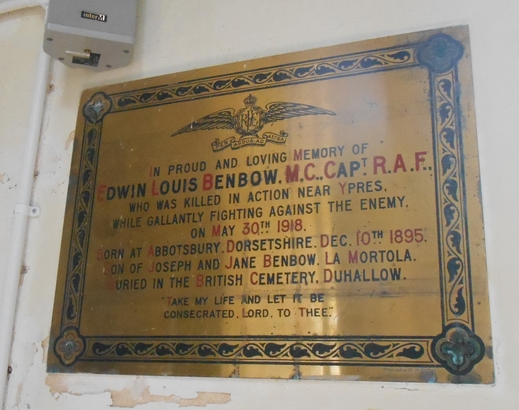 interM
PER ARDUA AD ASTRA
IN PROUD AND LOVING MEMORY OF
EDWIN LOUIS BENBOW, M.C., CAPT R.A.F.,
WHO WAS KILLED IN ACTION NEAR YPRES,
WHILE GALLANTLY FIGHTING AGAINST THE ENEMY,
ON MAY 30TH 1918.
BORN AT ABBOTSBURY, DORSETSHIRE, DEC. 10TH 1895.
SON OF JOSEPH AND JANE BENBOW, LA MORTOLA.
BURIED IN THE BRITISH CEMETERY, DUHALLOW.
"TAKE MY LIFE AND LET IT BE
CONSECRATED, LORD, TO THEE."